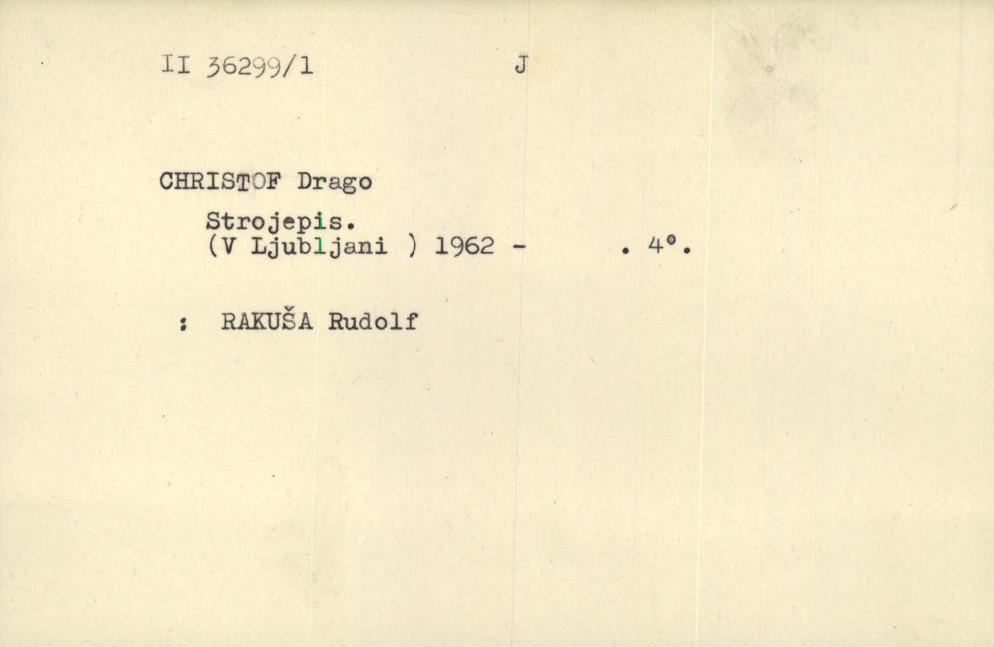 II 36299/1 J
CHRISTOF Drago
Strojepis.
(V Ljubljani ) 1962 - . 4°.
: RAKUŠA Rudolf